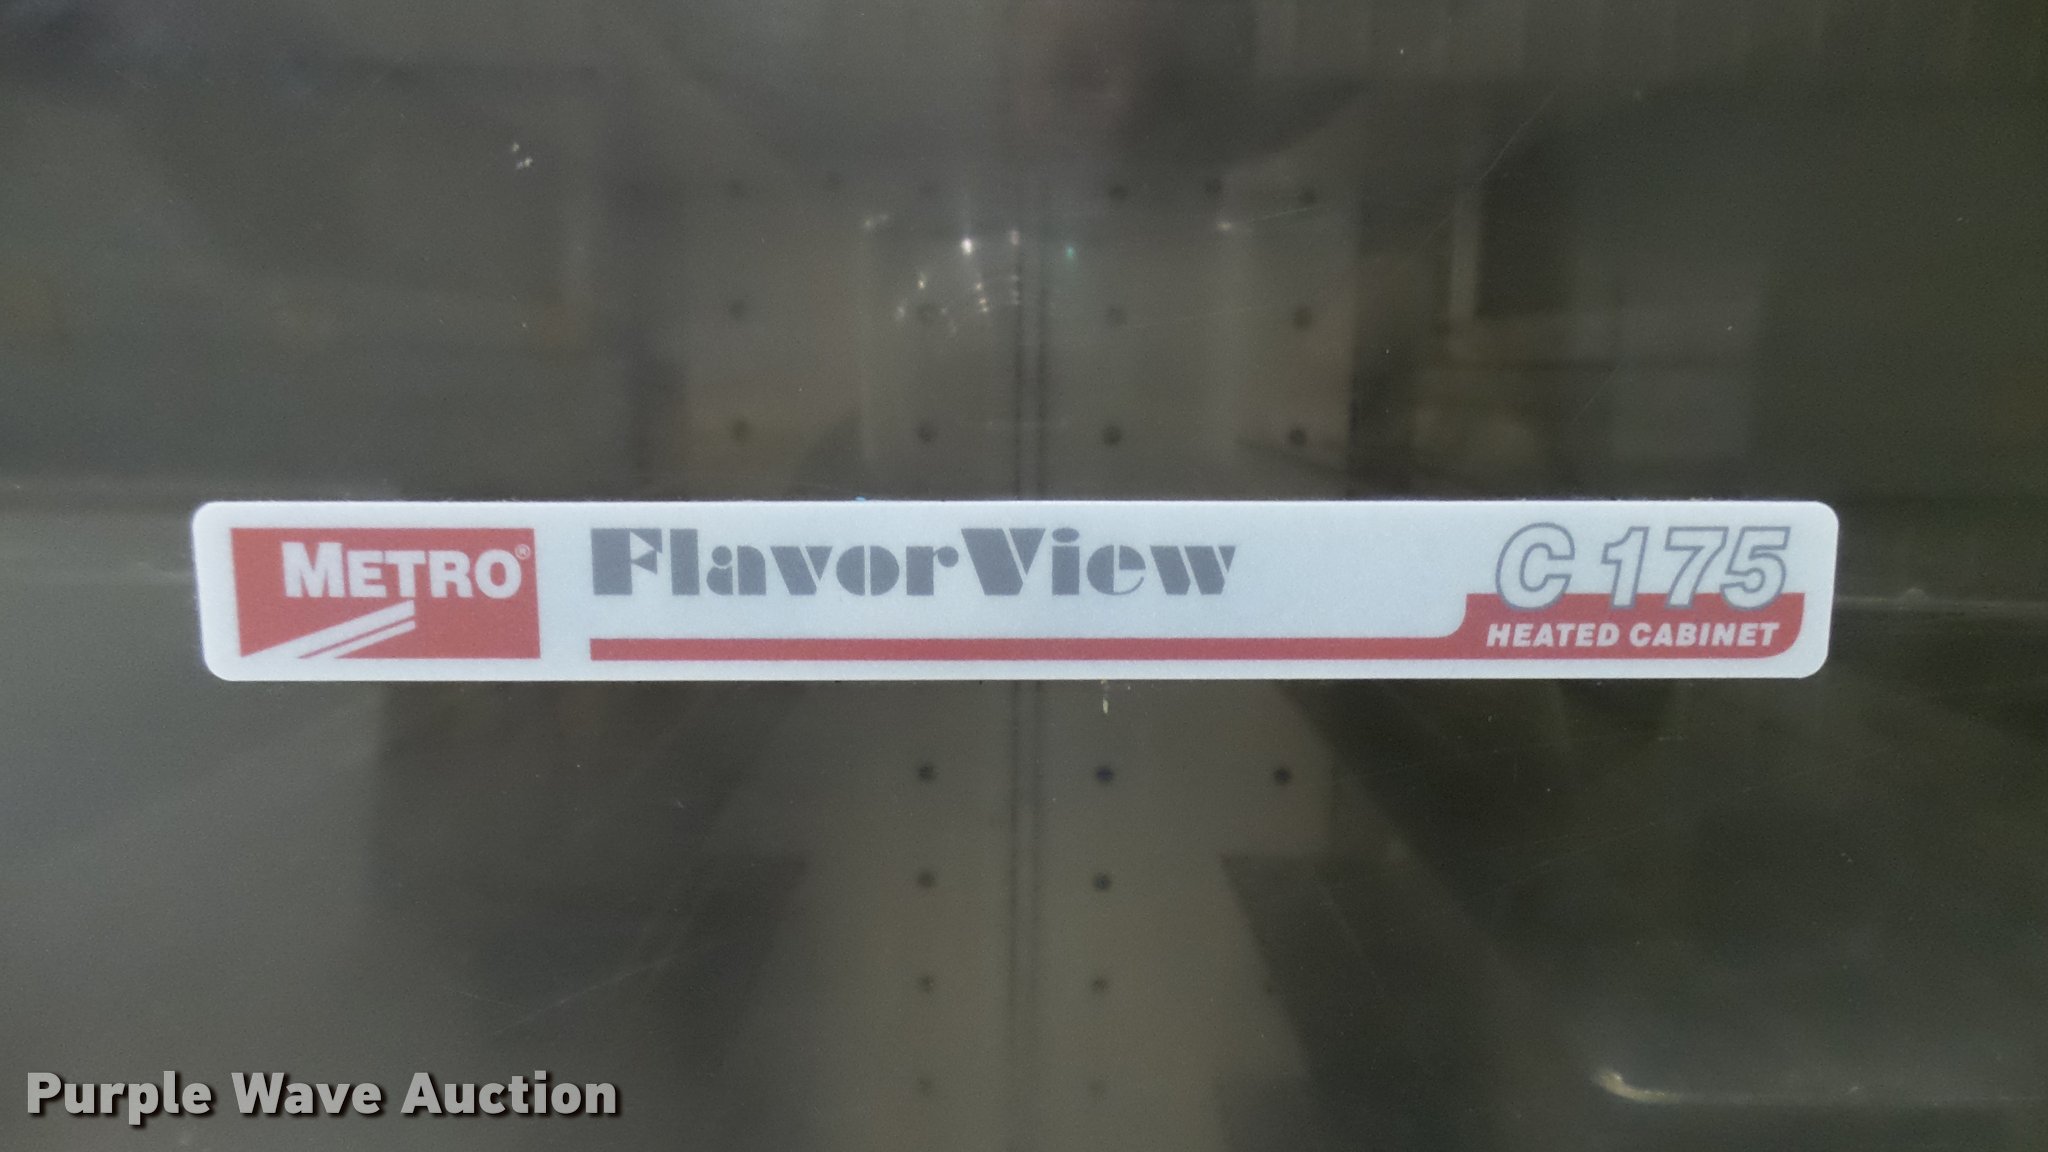 METRO®
FlavorView
C 175
HEATED CABINET
Purple Wave Auction